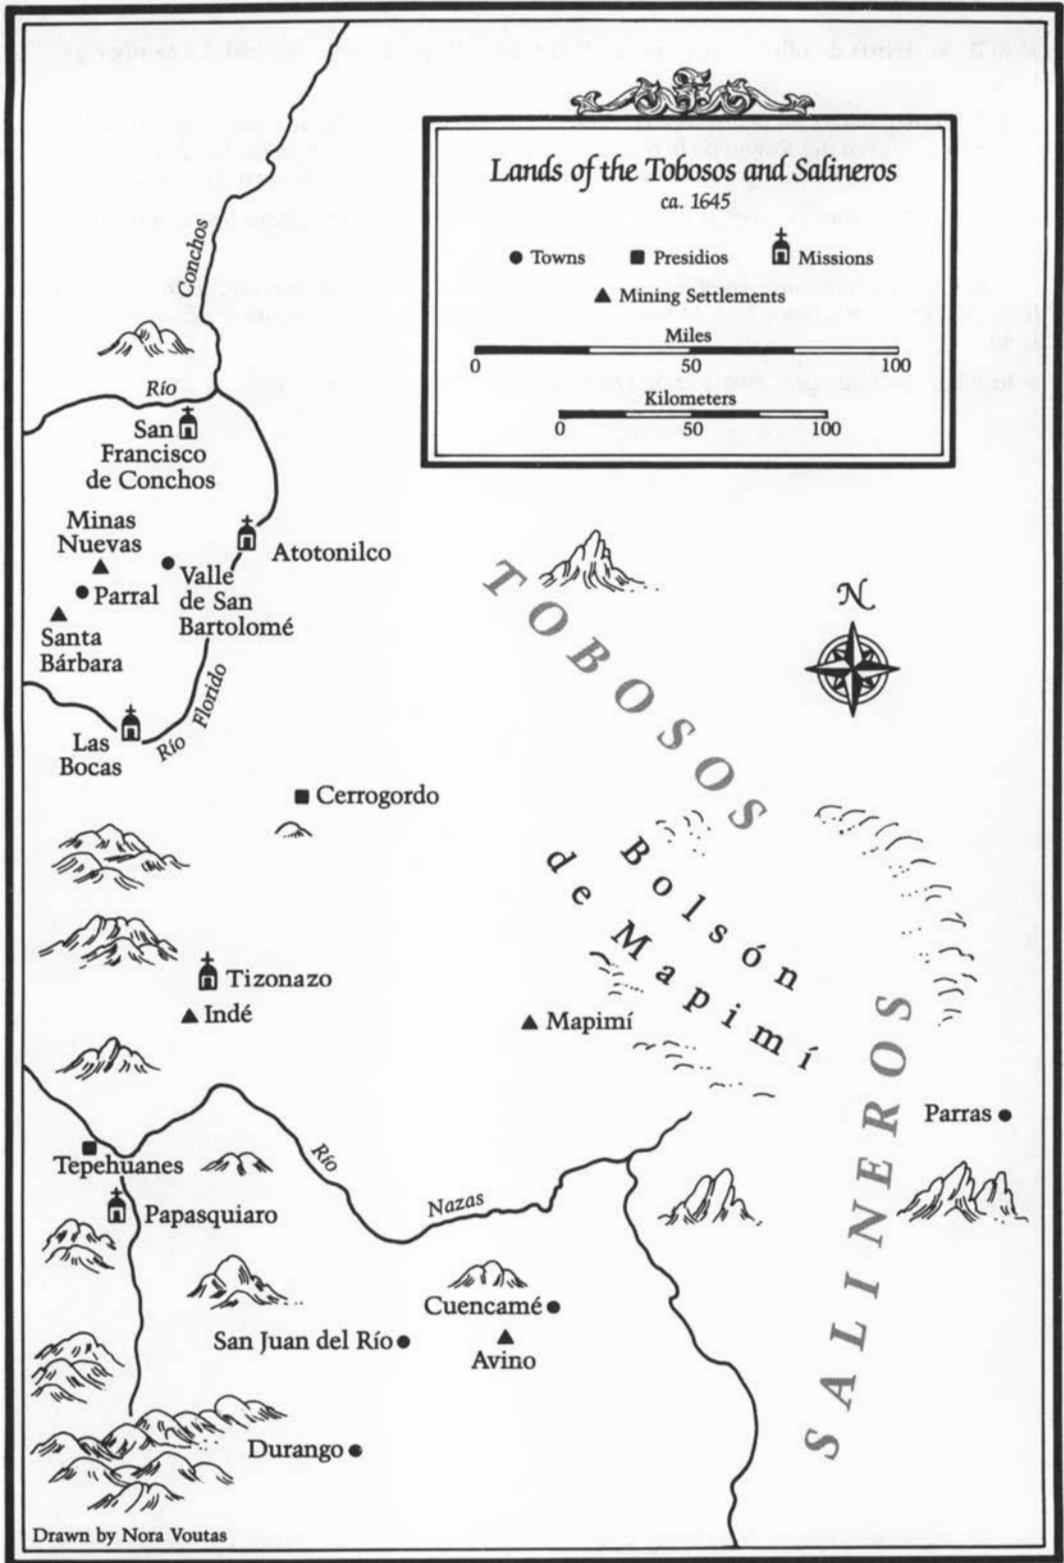 Lands of the Tobosos and Salineros
ca. 1645
Towns Presidios Missions
Mining Settlements
Miles
0 50 100
Kilometers
0 50 100
Conchos
Río
San
Francisco
de Conchos
Minas
Nuevas
Atotonilco
Valle
de San
Bartolomé
Parral
Santa
Bárbara
Río Florido
Las
Bocas
TOBOSOS
N
Cerrogordo
Bolsón
de Mapimí
Tizonazo
Indé
Mapimí
SALINEROS
Parras
Tepehuanes
Río Nazas
Papasquiaro
Cuencamé
San Juan del Río
Avino
Durango
Drawn by Nora Voutas